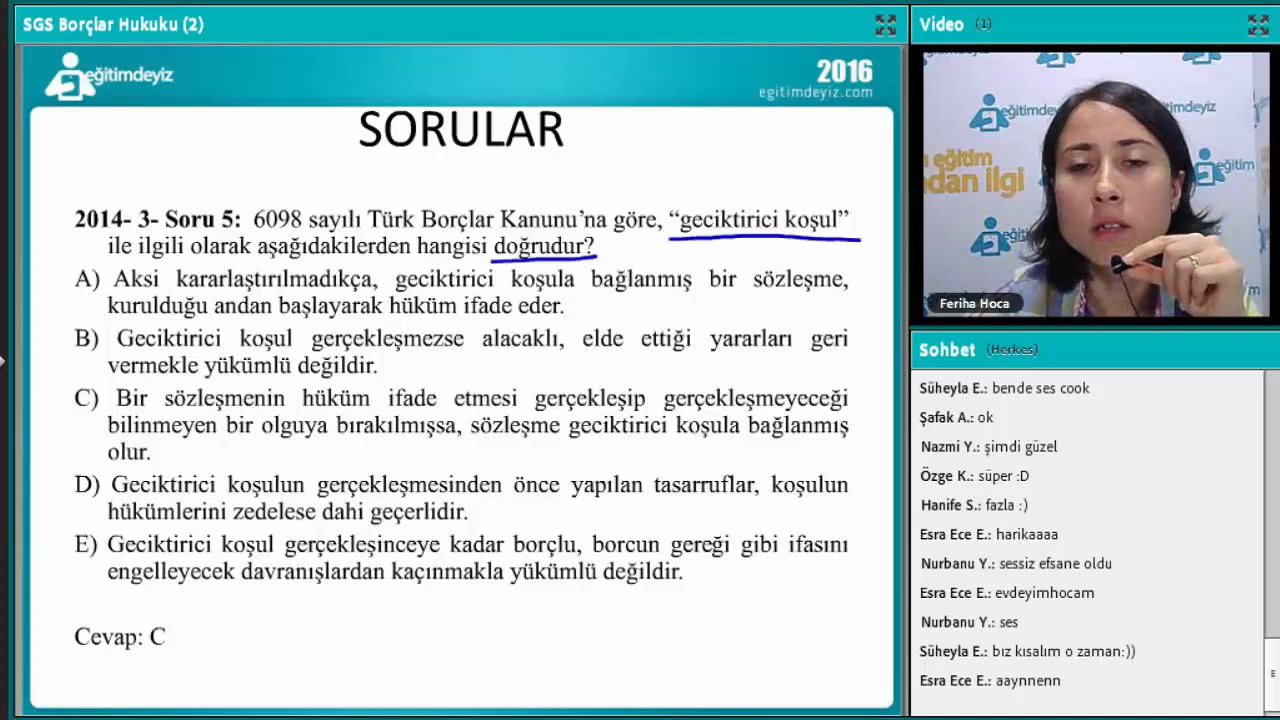 SGS Borçlar Hukuku (2)
eğitimdeyiz
2016
egitimdeyiz.com
SORULAR
2014- 3- Soru 5: 6098 sayılı Türk Borçlar Kanunu’na göre, “geciktirici koşul”
ile ilgili olarak aşağıdakilerden hangisi doğrudur?
A) Aksi kararlaştırılmadıkça, geciktirici koşula bağlanmış bir sözleşme,
kurulduğu andan başlayarak hüküm ifade eder.
B) Geciktirici koşul gerçekleşmezse alacaklı, elde ettiği yararları geri
vermekle yükümlü değildir.
C) Bir sözleşmenin hüküm ifade etmesi gerçekleşip gerçekleşmeyeceği
bilinmeyen bir olguya bırakılmışsa, sözleşme geciktirici koşula bağlanmış
olur.
D) Geciktirici koşulun gerçekleşmesinden önce yapılan tasarruflar, koşulun
hükümlerini zedelese dahi geçerlidir.
E) Geciktirici koşul gerçekleşinceye kadar borçlu, borcun gereği gibi ifasını
engelleyecek davranışlardan kaçınmakla yükümlü değildir.
Cevap: C
Video (1)
eğitimde
timdeyiz
eğitim
n eğitim
ndan ilgi
Feriha Hoca
Sohbet (Herkes)
Süheyla E.: bende ses cook
Şafak A.: ok
Nazmi Y.: şimdi güzel
Özge K.: süper :D
Hanife S.: fazla :)
Esra Ece E.: harikaaaa
Nurbanu Y.: sessiz efsane oldu
Esra Ece E.: evdeyimhocam
Nurbanu Y.: ses
Süheyla E.: bız kısalım o zaman:))
Esra Ece E.: aaynnenn